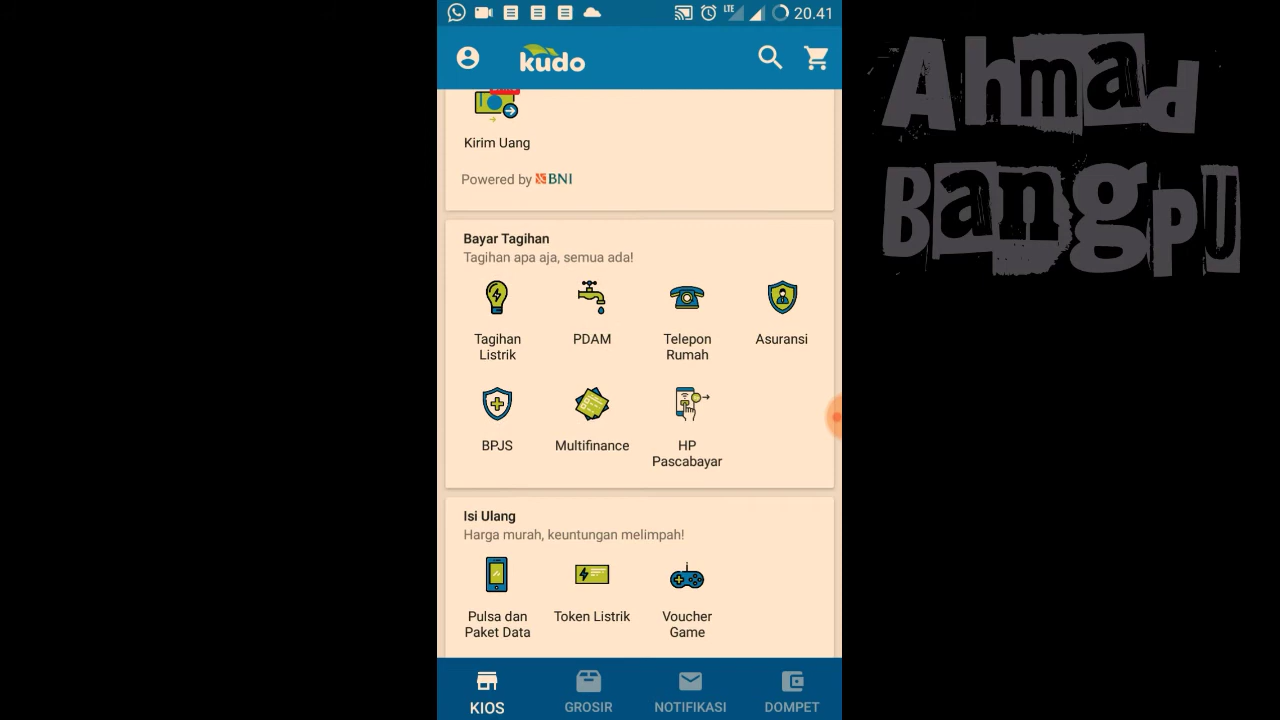 LTE 20.41
kudo
Kirim Uang
Powered by BNI
Bayar Tagihan
Tagihan apa aja, semua ada!
Tagihan Listrik
PDAM
Telepon Rumah
Asuransi
BPJS
Multifinance
HP Pascabayar
Isi Ulang
Harga murah, keuntungan melimpah!
Pulsa dan Paket Data
Token Listrik
Voucher Game
KIOS
GROSIR
NOTIFIKASI
DOMPET
Ahmad
BangpU